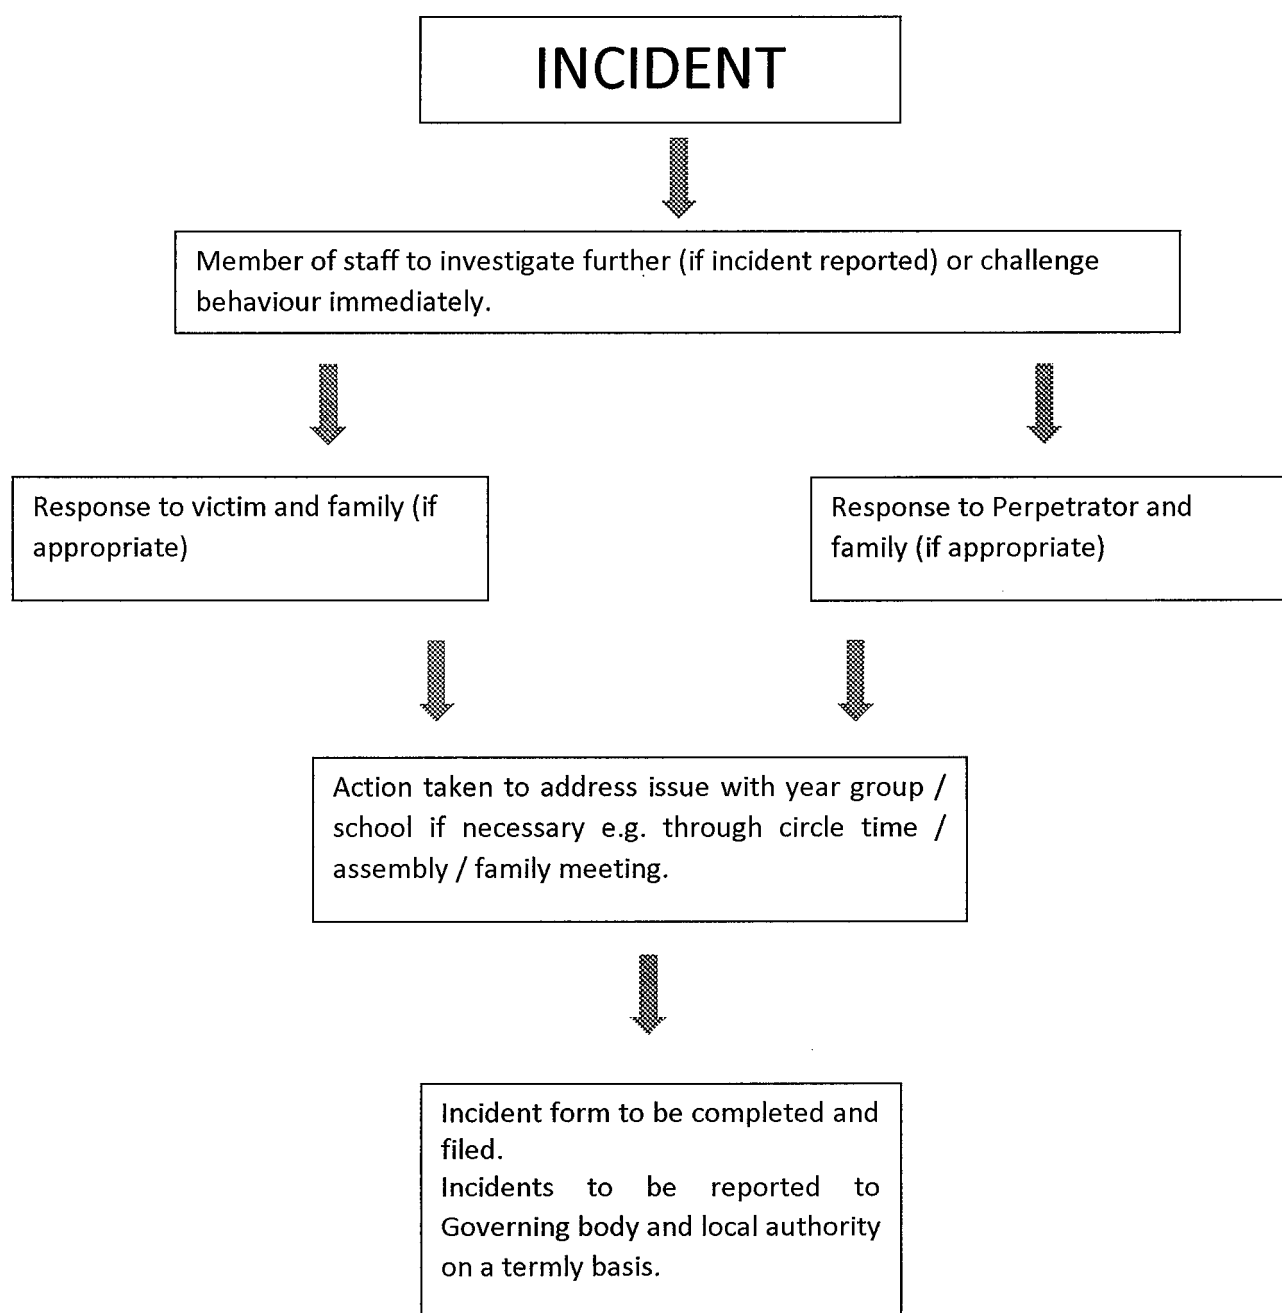 INCIDENT
Member of staff to investigate further (if incident reported) or challenge
behaviour immediately.
Response to victim and family (if
appropriate)
Response to Perpetrator and
family (if appropriate)
Action taken to address issue with year group /
school if necessary e.g. through circle time /
assembly / family meeting.
Incident form to be completed and
filed.
Incidents to be reported to
Governing body and local authority
on a termly basis.